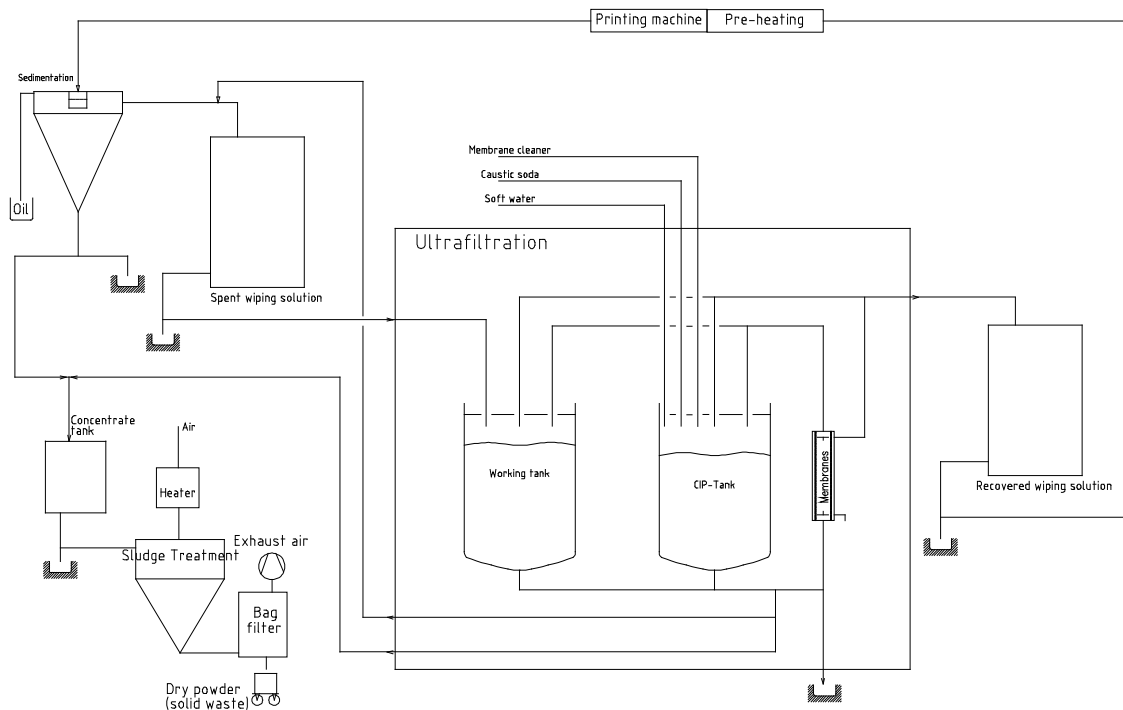 Printing machine
Pre-heating
Sedimentation
Oil
Spent wiping solution
Membrane cleaner
Caustic soda
Soft water
Ultrafiltration
Concentrate
tank
Air
Heater
Working tank
CIP-Tank
Membranes
Recovered wiping solution
Sludge Treatment
Exhaust air
Bag
filter
Dry powder
(solid waste)